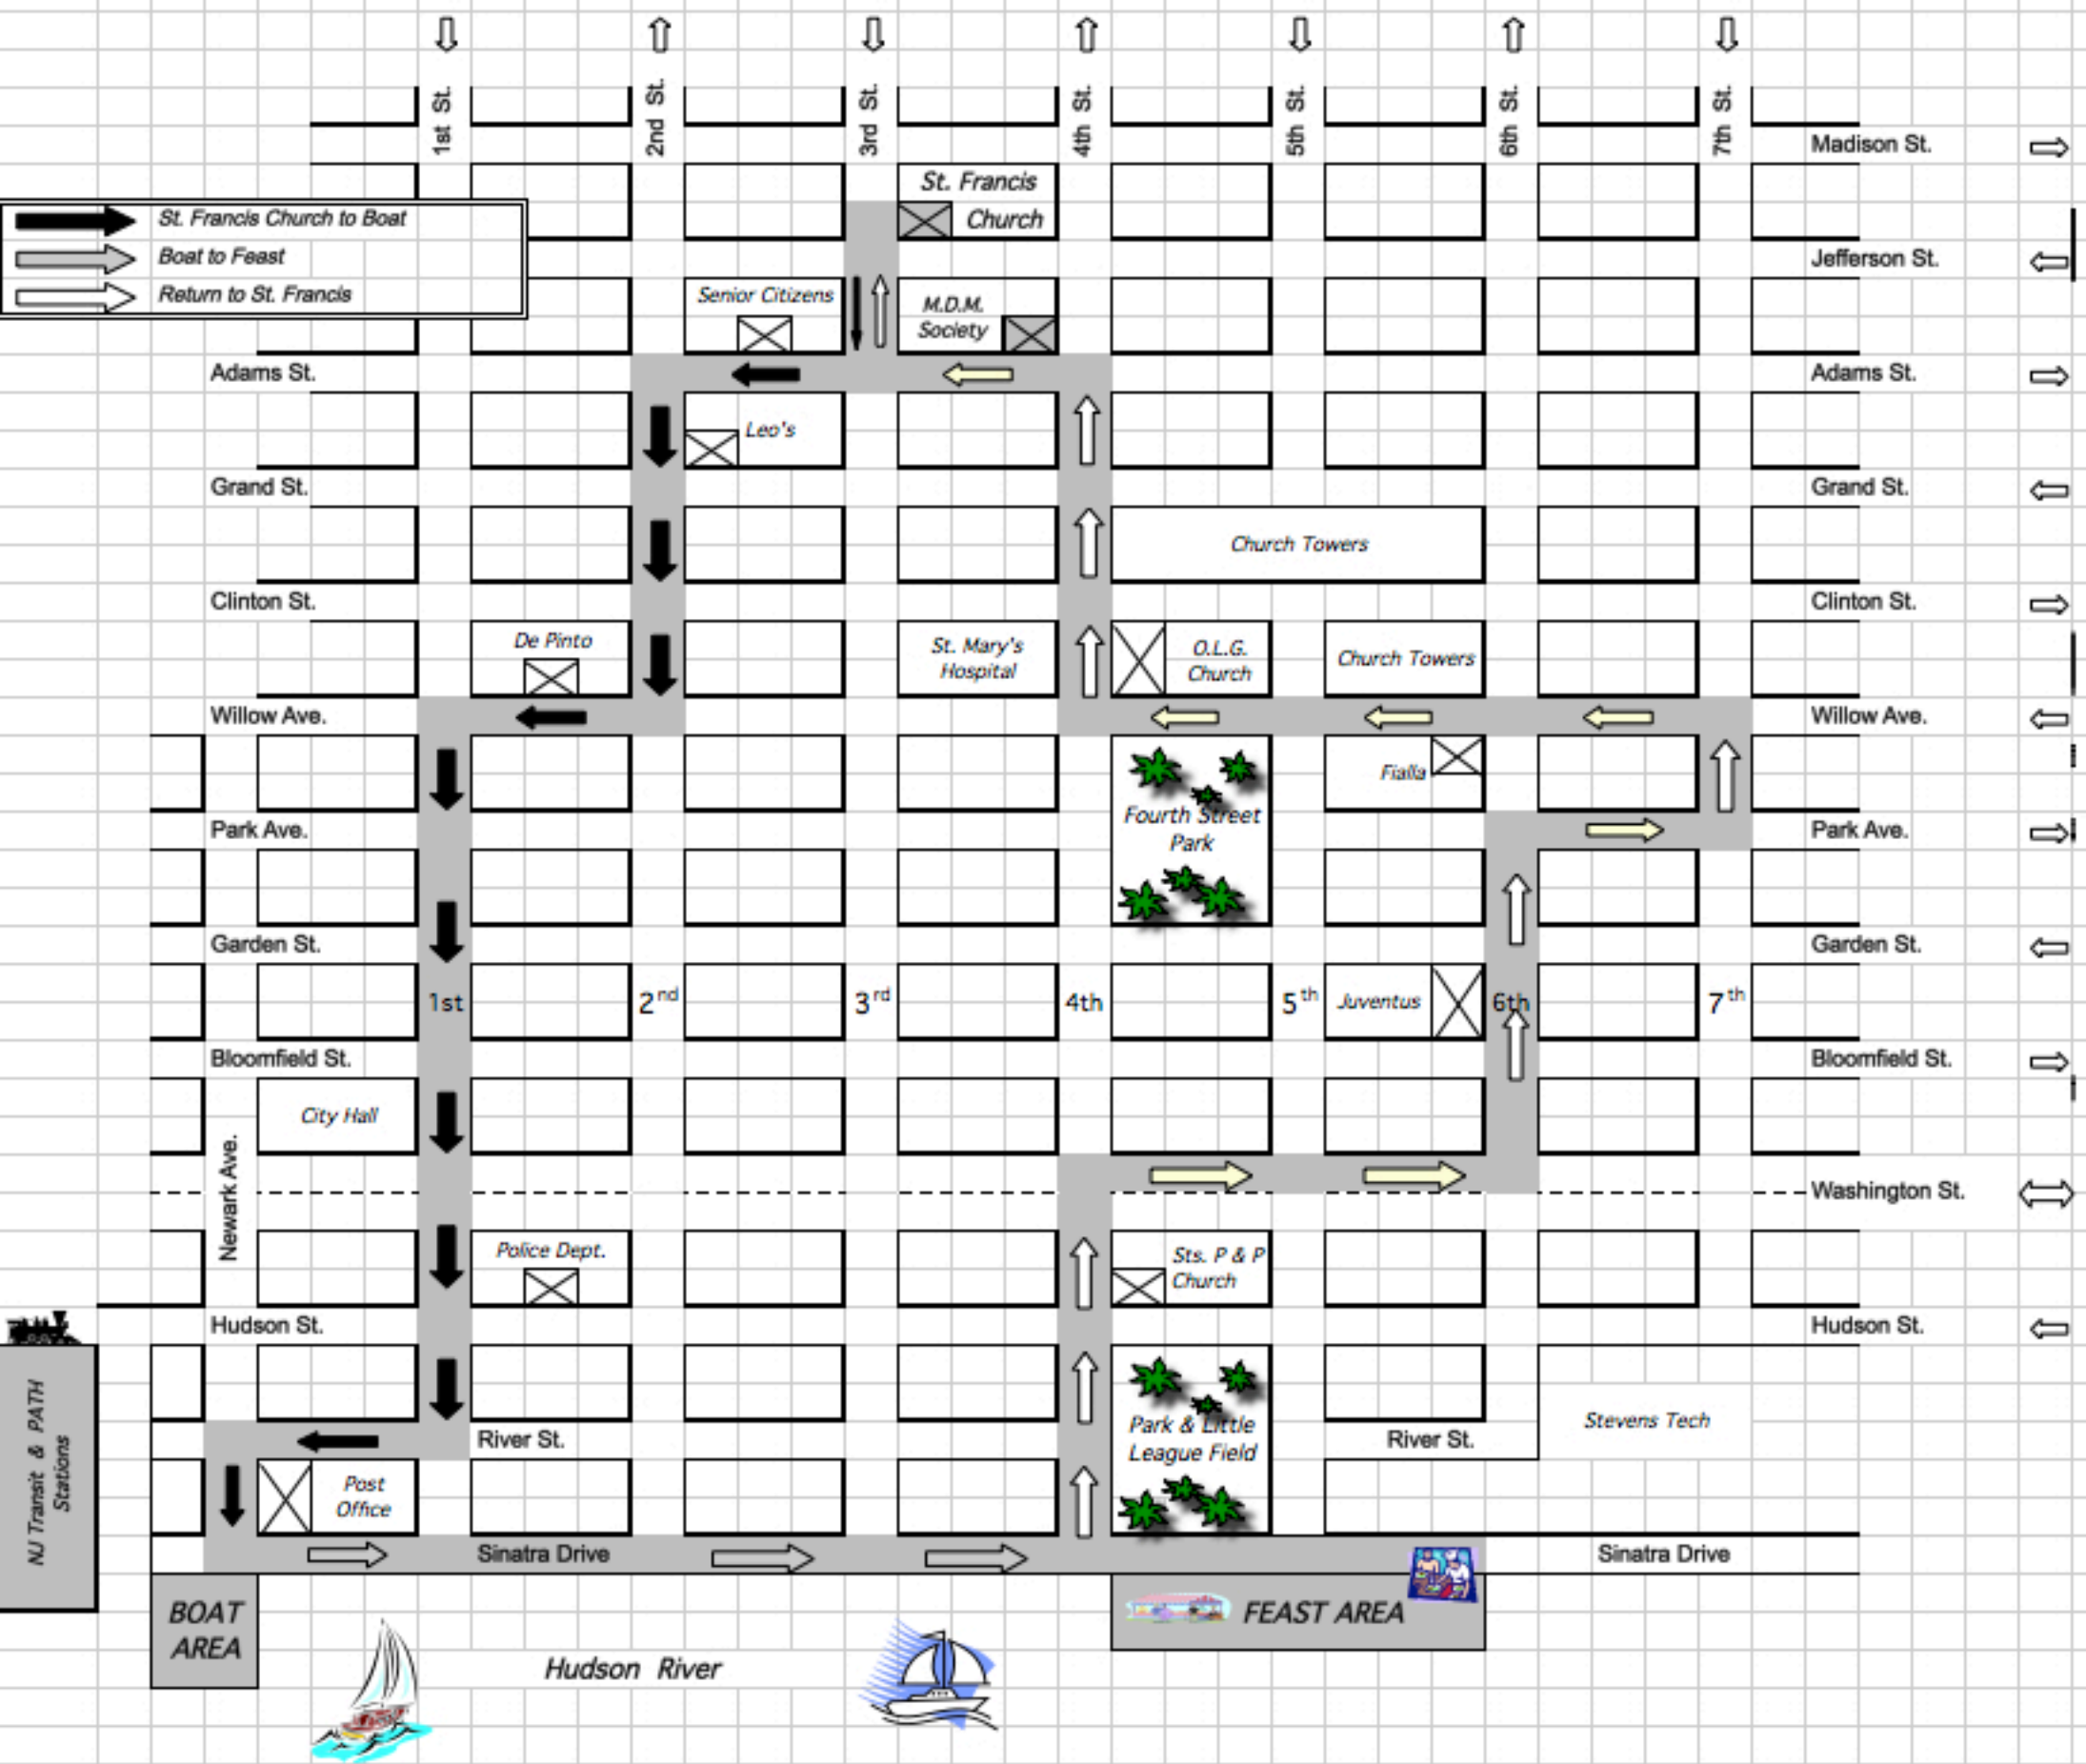 1st St.
2nd St.
3rd St.
4th St.
5th St.
6th St.
7th St.
Madison St.
St. Francis
Church
St. Francis Church to Boat
Boat to Feast
Return to St. Francis
Jefferson St.
Senior Citizens
M.D.M.
Society
Adams St.
Adams St.
Leo's
Grand St.
Grand St.
Church Towers
Clinton St.
Clinton St.
De Pinto
St. Mary's
Hospital
O.L.G.
Church
Church Towers
Willow Ave.
Willow Ave.
Fialla
Fourth Street
Park
Park Ave.
Park Ave.
Garden St.
Garden St.
1st
2nd
3rd
4th
5th
Juventus
6th
7th
Bloomfield St.
Bloomfield St.
City Hall
Newark Ave.
Washington St.
Police Dept.
Sts. P & P
Church
Hudson St.
Hudson St.
NJ Transit & PATH
Stations
Park & Little
League Field
Stevens Tech
River St.
River St.
Post
Office
Sinatra Drive
Sinatra Drive
BOAT
AREA
FEAST AREA
Hudson River